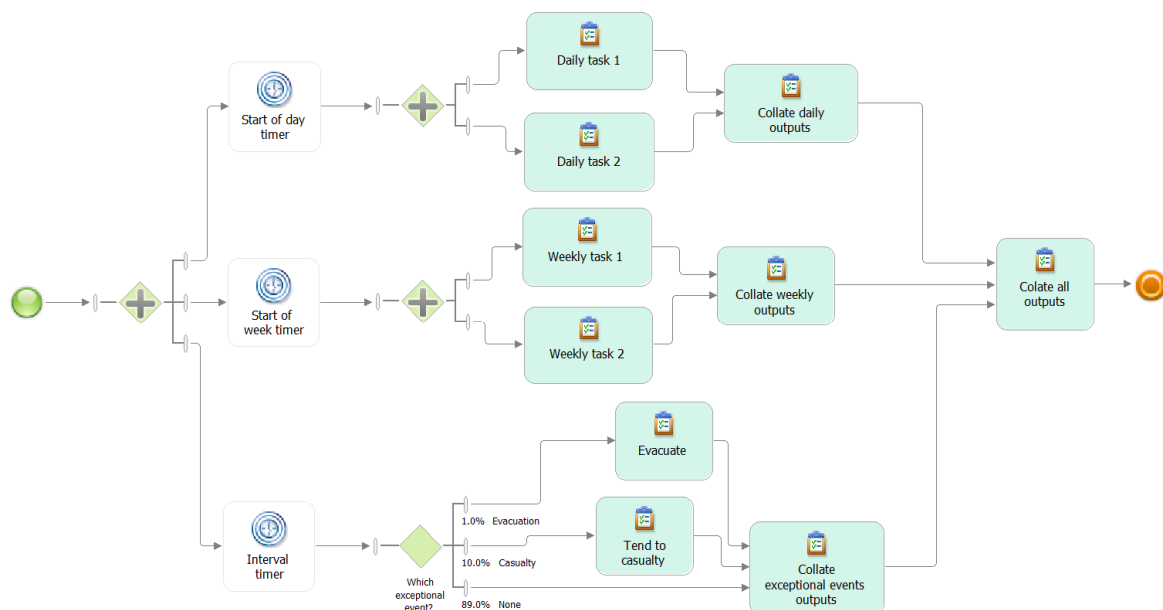 Daily task 1
Start of day
timer
Collate daily
outputs
Daily task 2
Weekly task 1
Start of
week timer
Collate weekly
outputs
Colate all
outputs
Weekly task 2
Evacuate
1.0% Evacuation
Interval
timer
10.0% Casualty
Tend to
casualty
Which
exceptional
event?
89.0% None
Collate
exceptional events
outputs